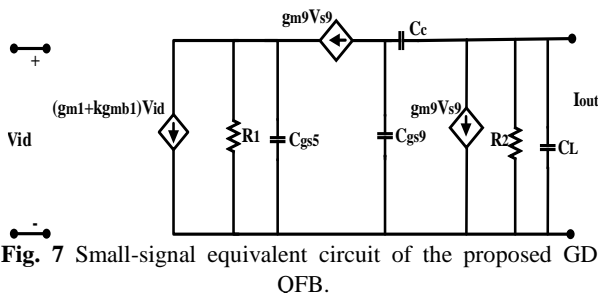 gm9Vs9
Cc
+
(gm1+kgmb1)Vid
gm9Vs9
Iout
Vid
R1
Cgs5
Cgs9
R2
CL
-
Fig. 7 Small-signal equivalent circuit of the proposed GD
QFB.